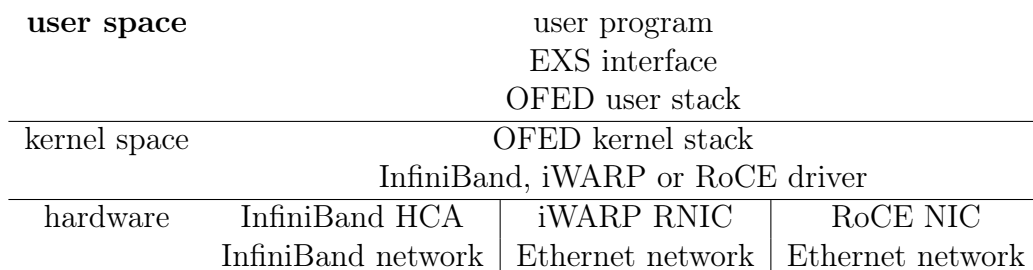 user space user program
EXS interface
OFED user stack
kernel space OFED kernel stack
InfiniBand, iWARP or RoCE driver
hardware InfiniBand HCA iWARP RNIC RoCE NIC
InfiniBand network Ethernet network Ethernet network